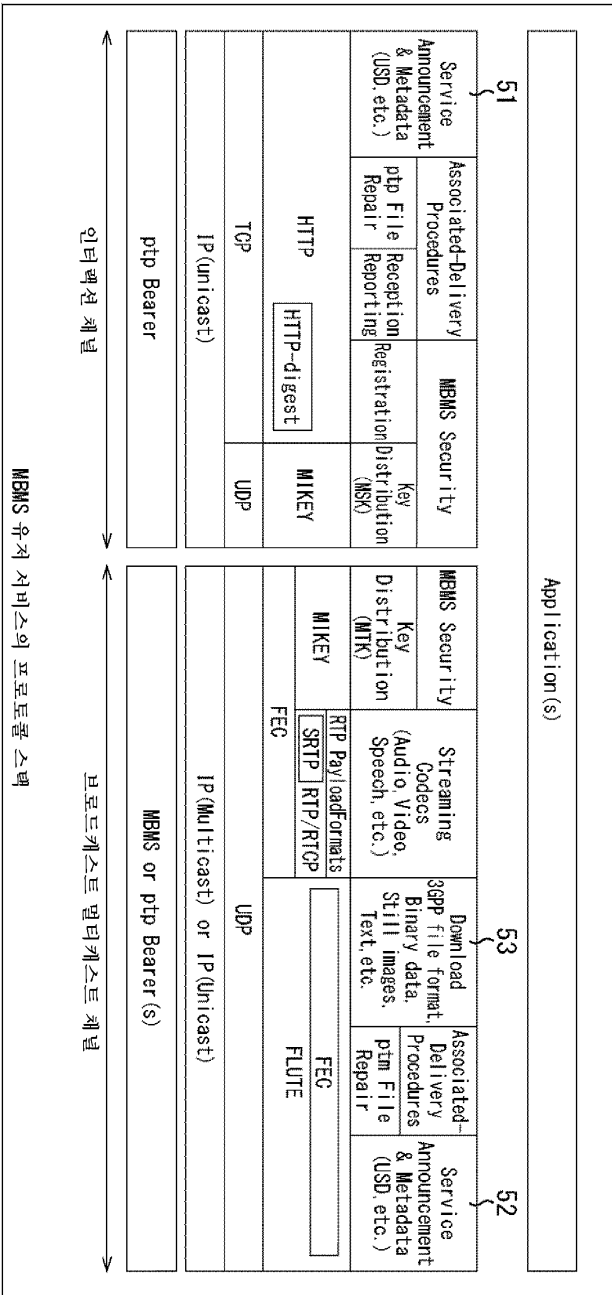 Application(s)
51
Service
Announcement
& Metadata
(USD, etc.)
Associated-Delivery
Procedures
ptp File
Repair
Reception
Reporting
MBMS Security
Registration
Key
Distribution
(MSK)
HTTP
HTTP-digest
MIKEY
TCP
UDP
IP(unicast)
ptp Bearer
인터랙션 채널
MBMS Security
Key
Distribution
(MTK)
Streaming
Codecs
(Audio, Video,
Speech, etc.)
53
Download
3GPP file format,
Binary data,
Still images,
Text, etc.
Associated-
Delivery
Procedures
ptm File
Repair
52
Service
Announcement
& Metadata
(USD, etc.)
MIKEY
RTP PayloadFormats
SRTP
RTP/RTCP
FEC
FEC
FLUTE
UDP
IP(Multicast) or IP(Unicast)
MBMS or ptp Bearer(s)
브로드캐스트 멀티캐스트 채널
MBMS 유저 서비스의 프로토콜 스택